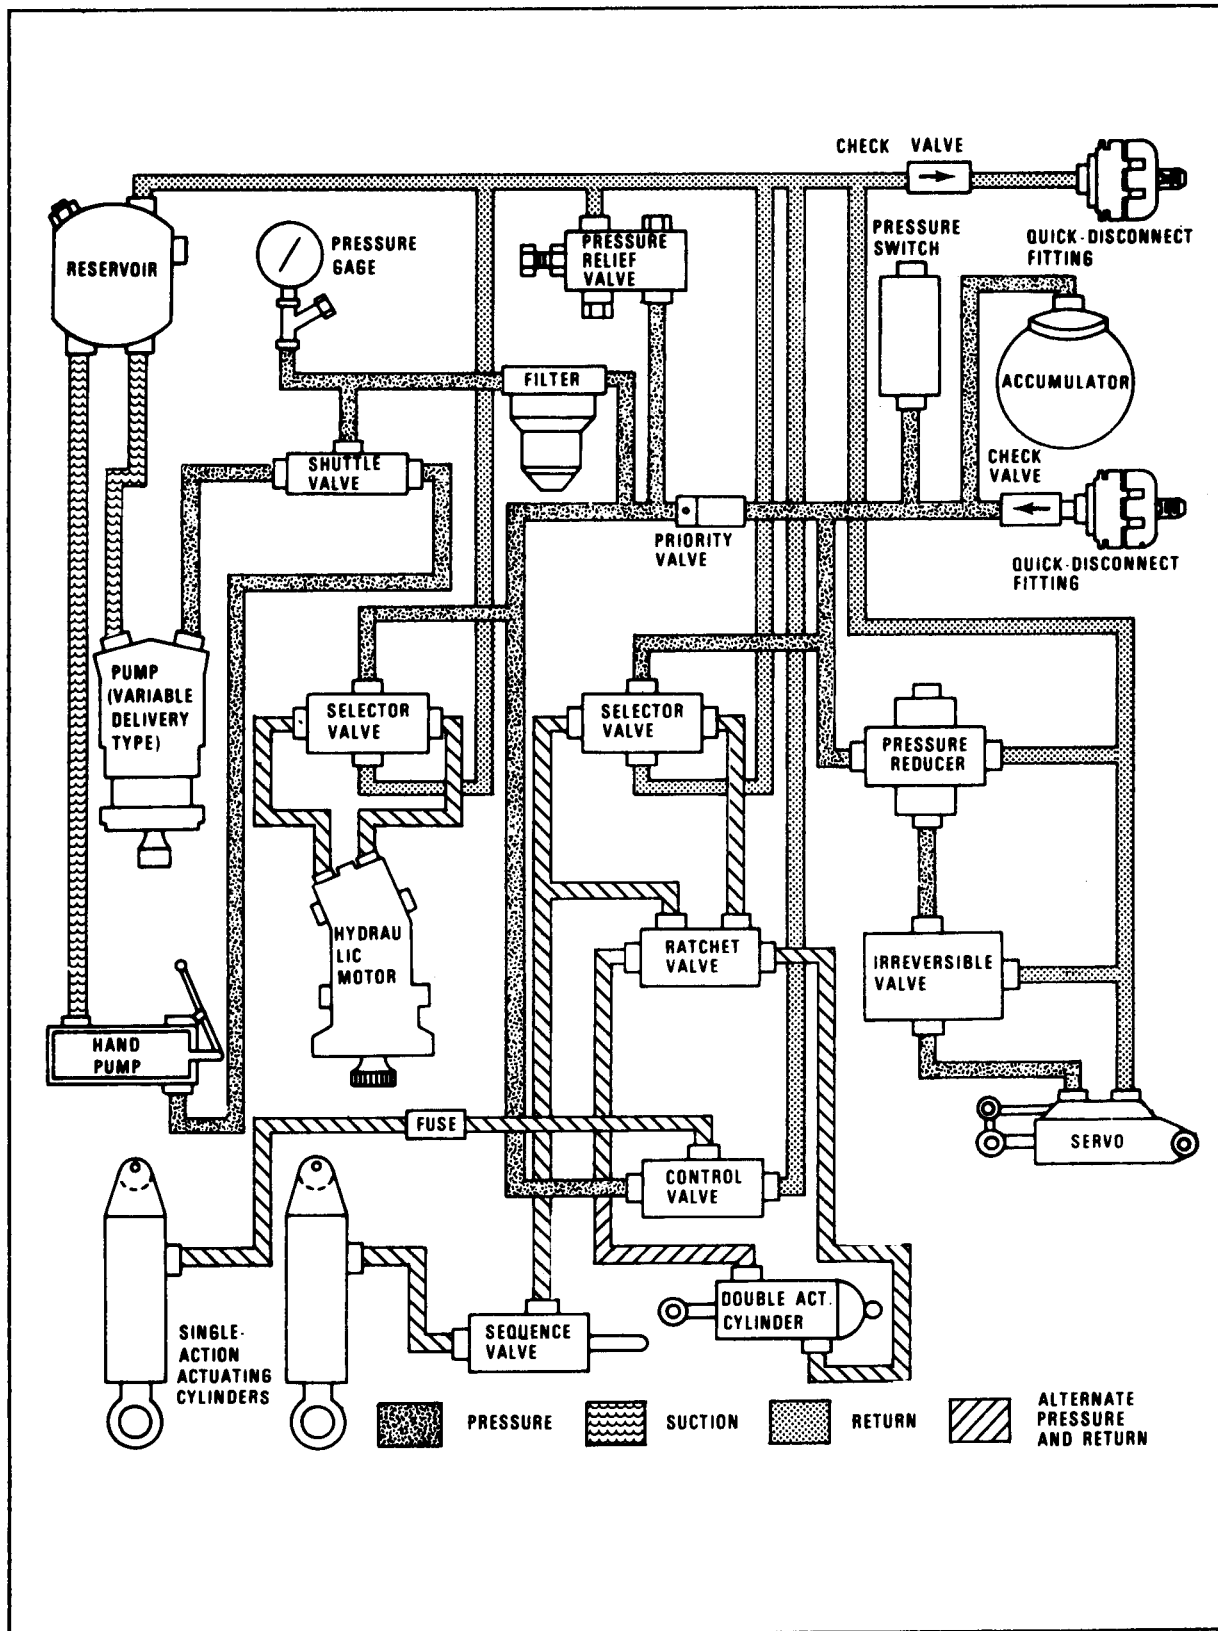 CHECK VALVE
QUICK-DISCONNECT
FITTING
RESERVOIR
PRESSURE
GAGE
PRESSURE
RELIEF
VALVE
PRESSURE
SWITCH
ACCUMULATOR
FILTER
SHUTTLE
VALVE
CHECK
VALVE
PRIORITY
VALVE
QUICK-DISCONNECT
FITTING
PUMP
(VARIABLE
DELIVERY
TYPE)
SELECTOR
VALVE
SELECTOR
VALVE
PRESSURE
REDUCER
HYDRAU
LIC
MOTOR
RATCHET
VALVE
IRREVERSIBLE
VALVE
HAND
PUMP
FUSE
SERVO
CONTROL
VALVE
SINGLE-
ACTION
ACTUATING
CYLINDERS
SEQUENCE
VALVE
DOUBLE ACT.
CYLINDER
PRESSURE
SUCTION
RETURN
ALTERNATE
PRESSURE
AND RETURN